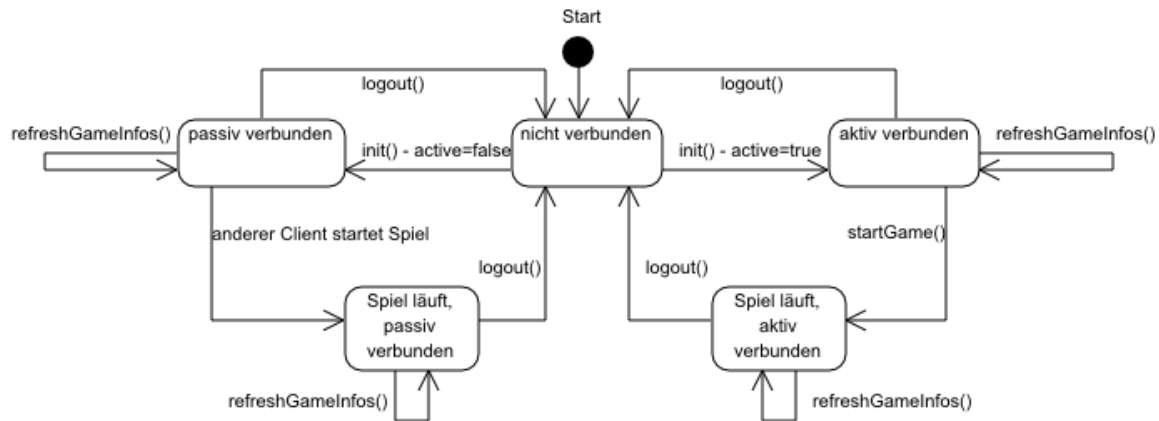 Start
logout()
logout()
refreshGameInfos()
passiv verbunden
nicht verbunden
aktiv verbunden
refreshGameInfos()
init() - active=false
init() - active=true
anderer Client startet Spiel
startGame()
logout()
logout()
Spiel läuft,
passiv
verbunden
Spiel läuft,
aktiv
verbunden
refreshGameInfos()
refreshGameInfos()